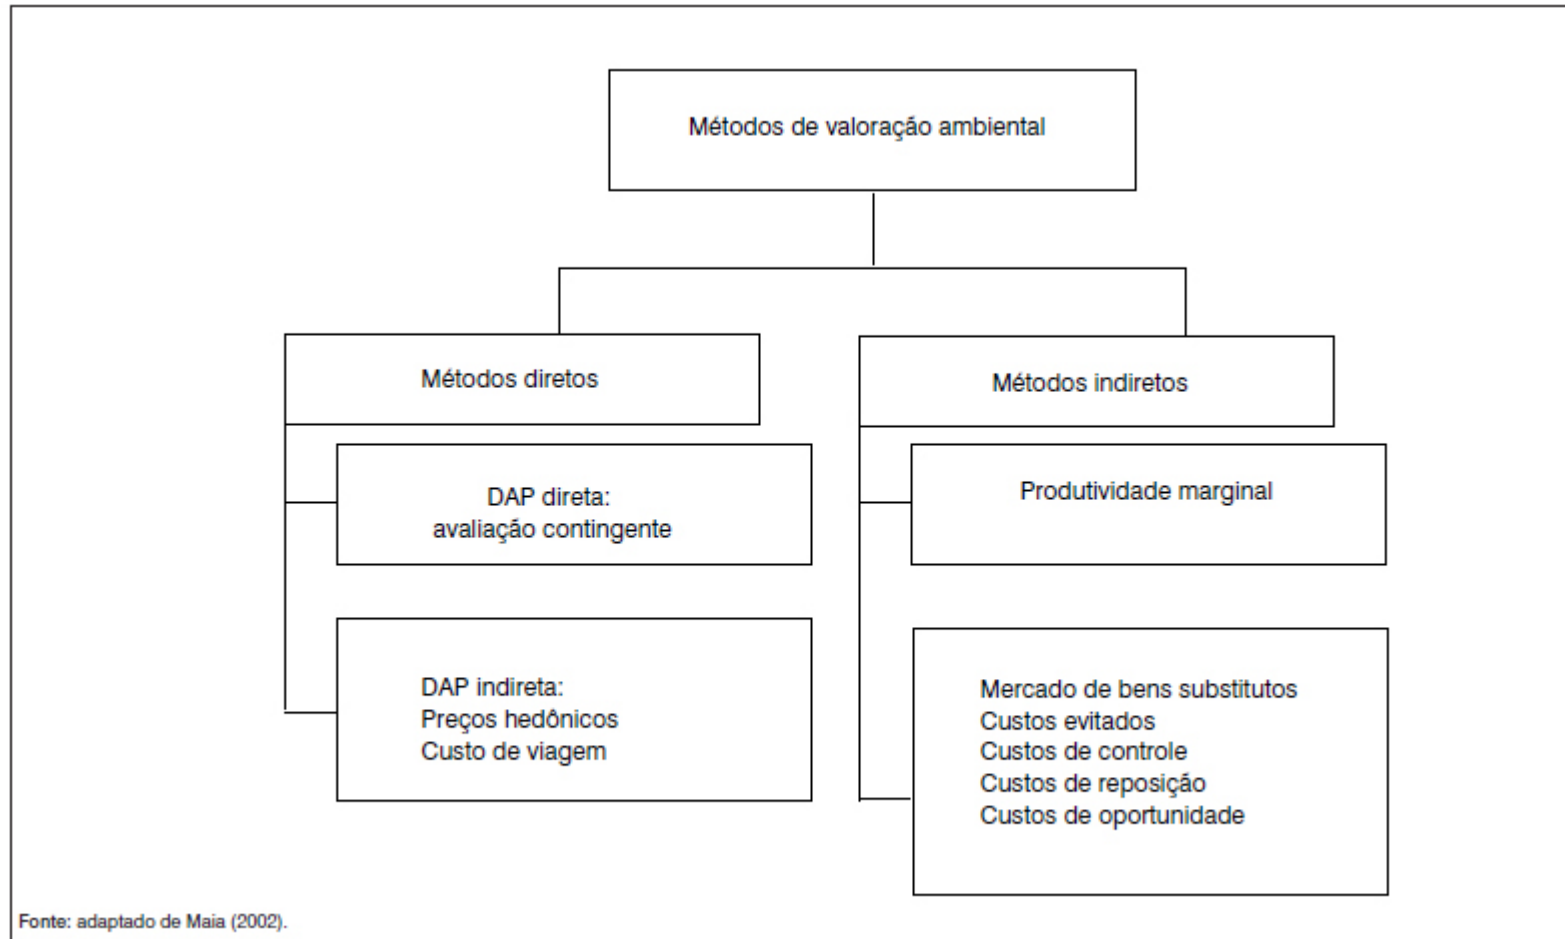 Métodos de valoração ambiental
Métodos diretos
Métodos indiretos
DAP direta:
avaliação contingente
Produtividade marginal
DAP indireta:
Preços hedônicos
Custo de viagem
Mercado de bens substitutos
Custos evitados
Custos de controle
Custos de reposição
Custos de oportunidade
Fonte: adaptado de Maia (2002).